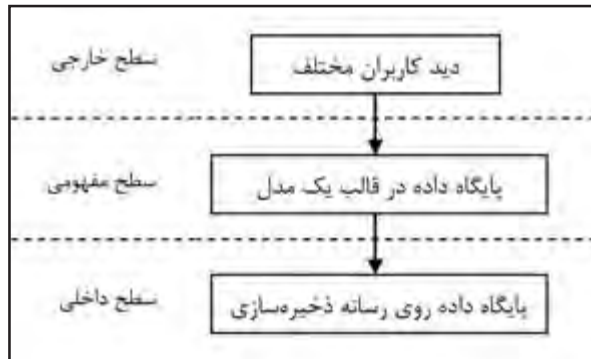 سطح خارجی
دید کاربران مختلف
سطح مفهومی
پایگاه داده در قالب یک مدل
سطح داخلی
پایگاه داده روی رسانه ذخیره‌سازی